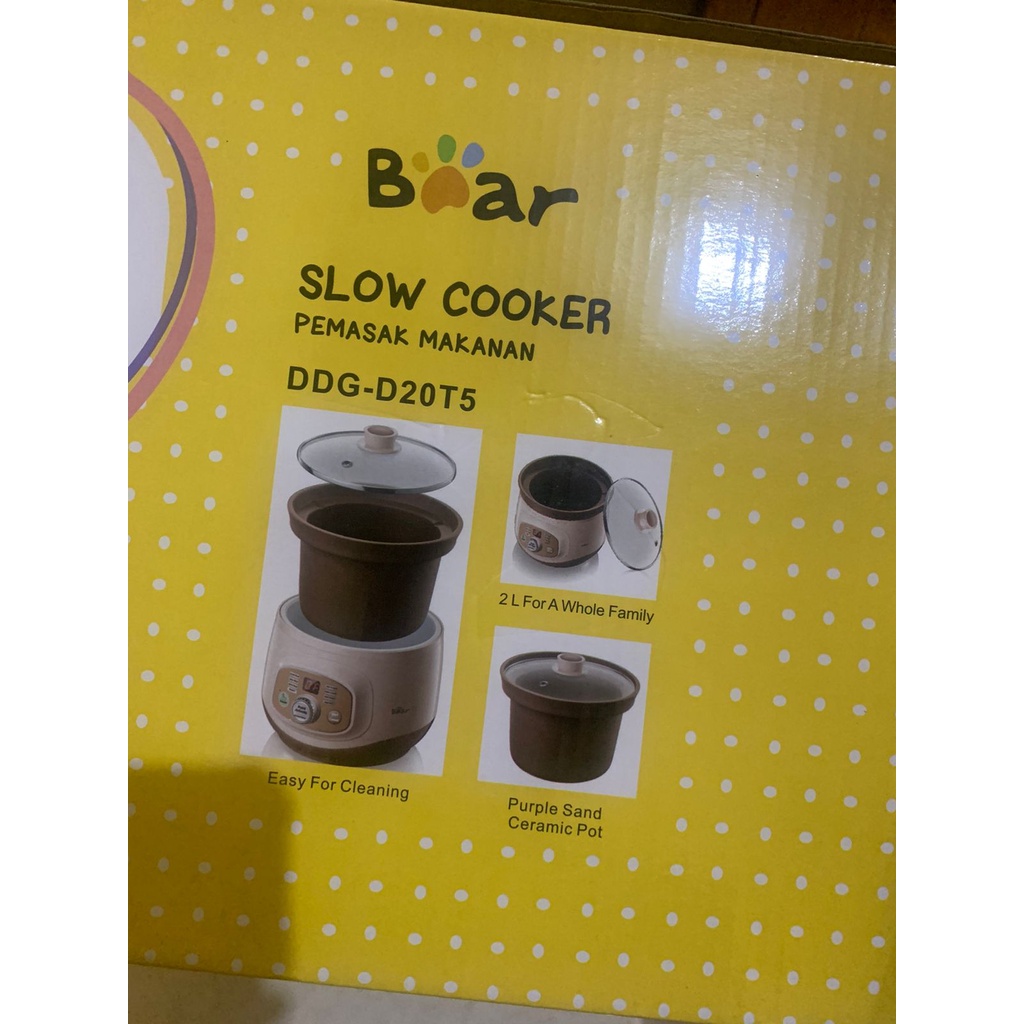 Bear
SLOW COOKER
PEMASAK MAKANAN
DDG-D20T5
2 L For A Whole Family
Easy For Cleaning
Purple Sand
Ceramic Pot